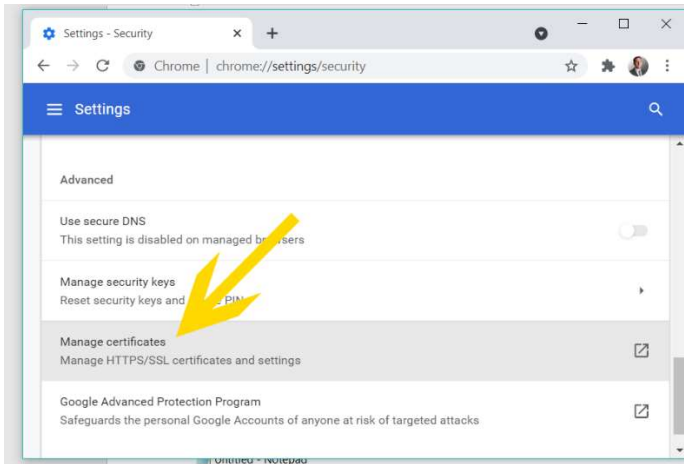 Settings - Security
Chrome | chrome://settings/security
Settings
Advanced
Use secure DNS
This setting is disabled on managed browsers
Manage security keys
Reset security keys and PIN
Manage certificates
Manage HTTPS/SSL certificates and settings
Google Advanced Protection Program
Safeguards the personal Google Accounts of anyone at risk of targeted attacks
Untitled - Notepad